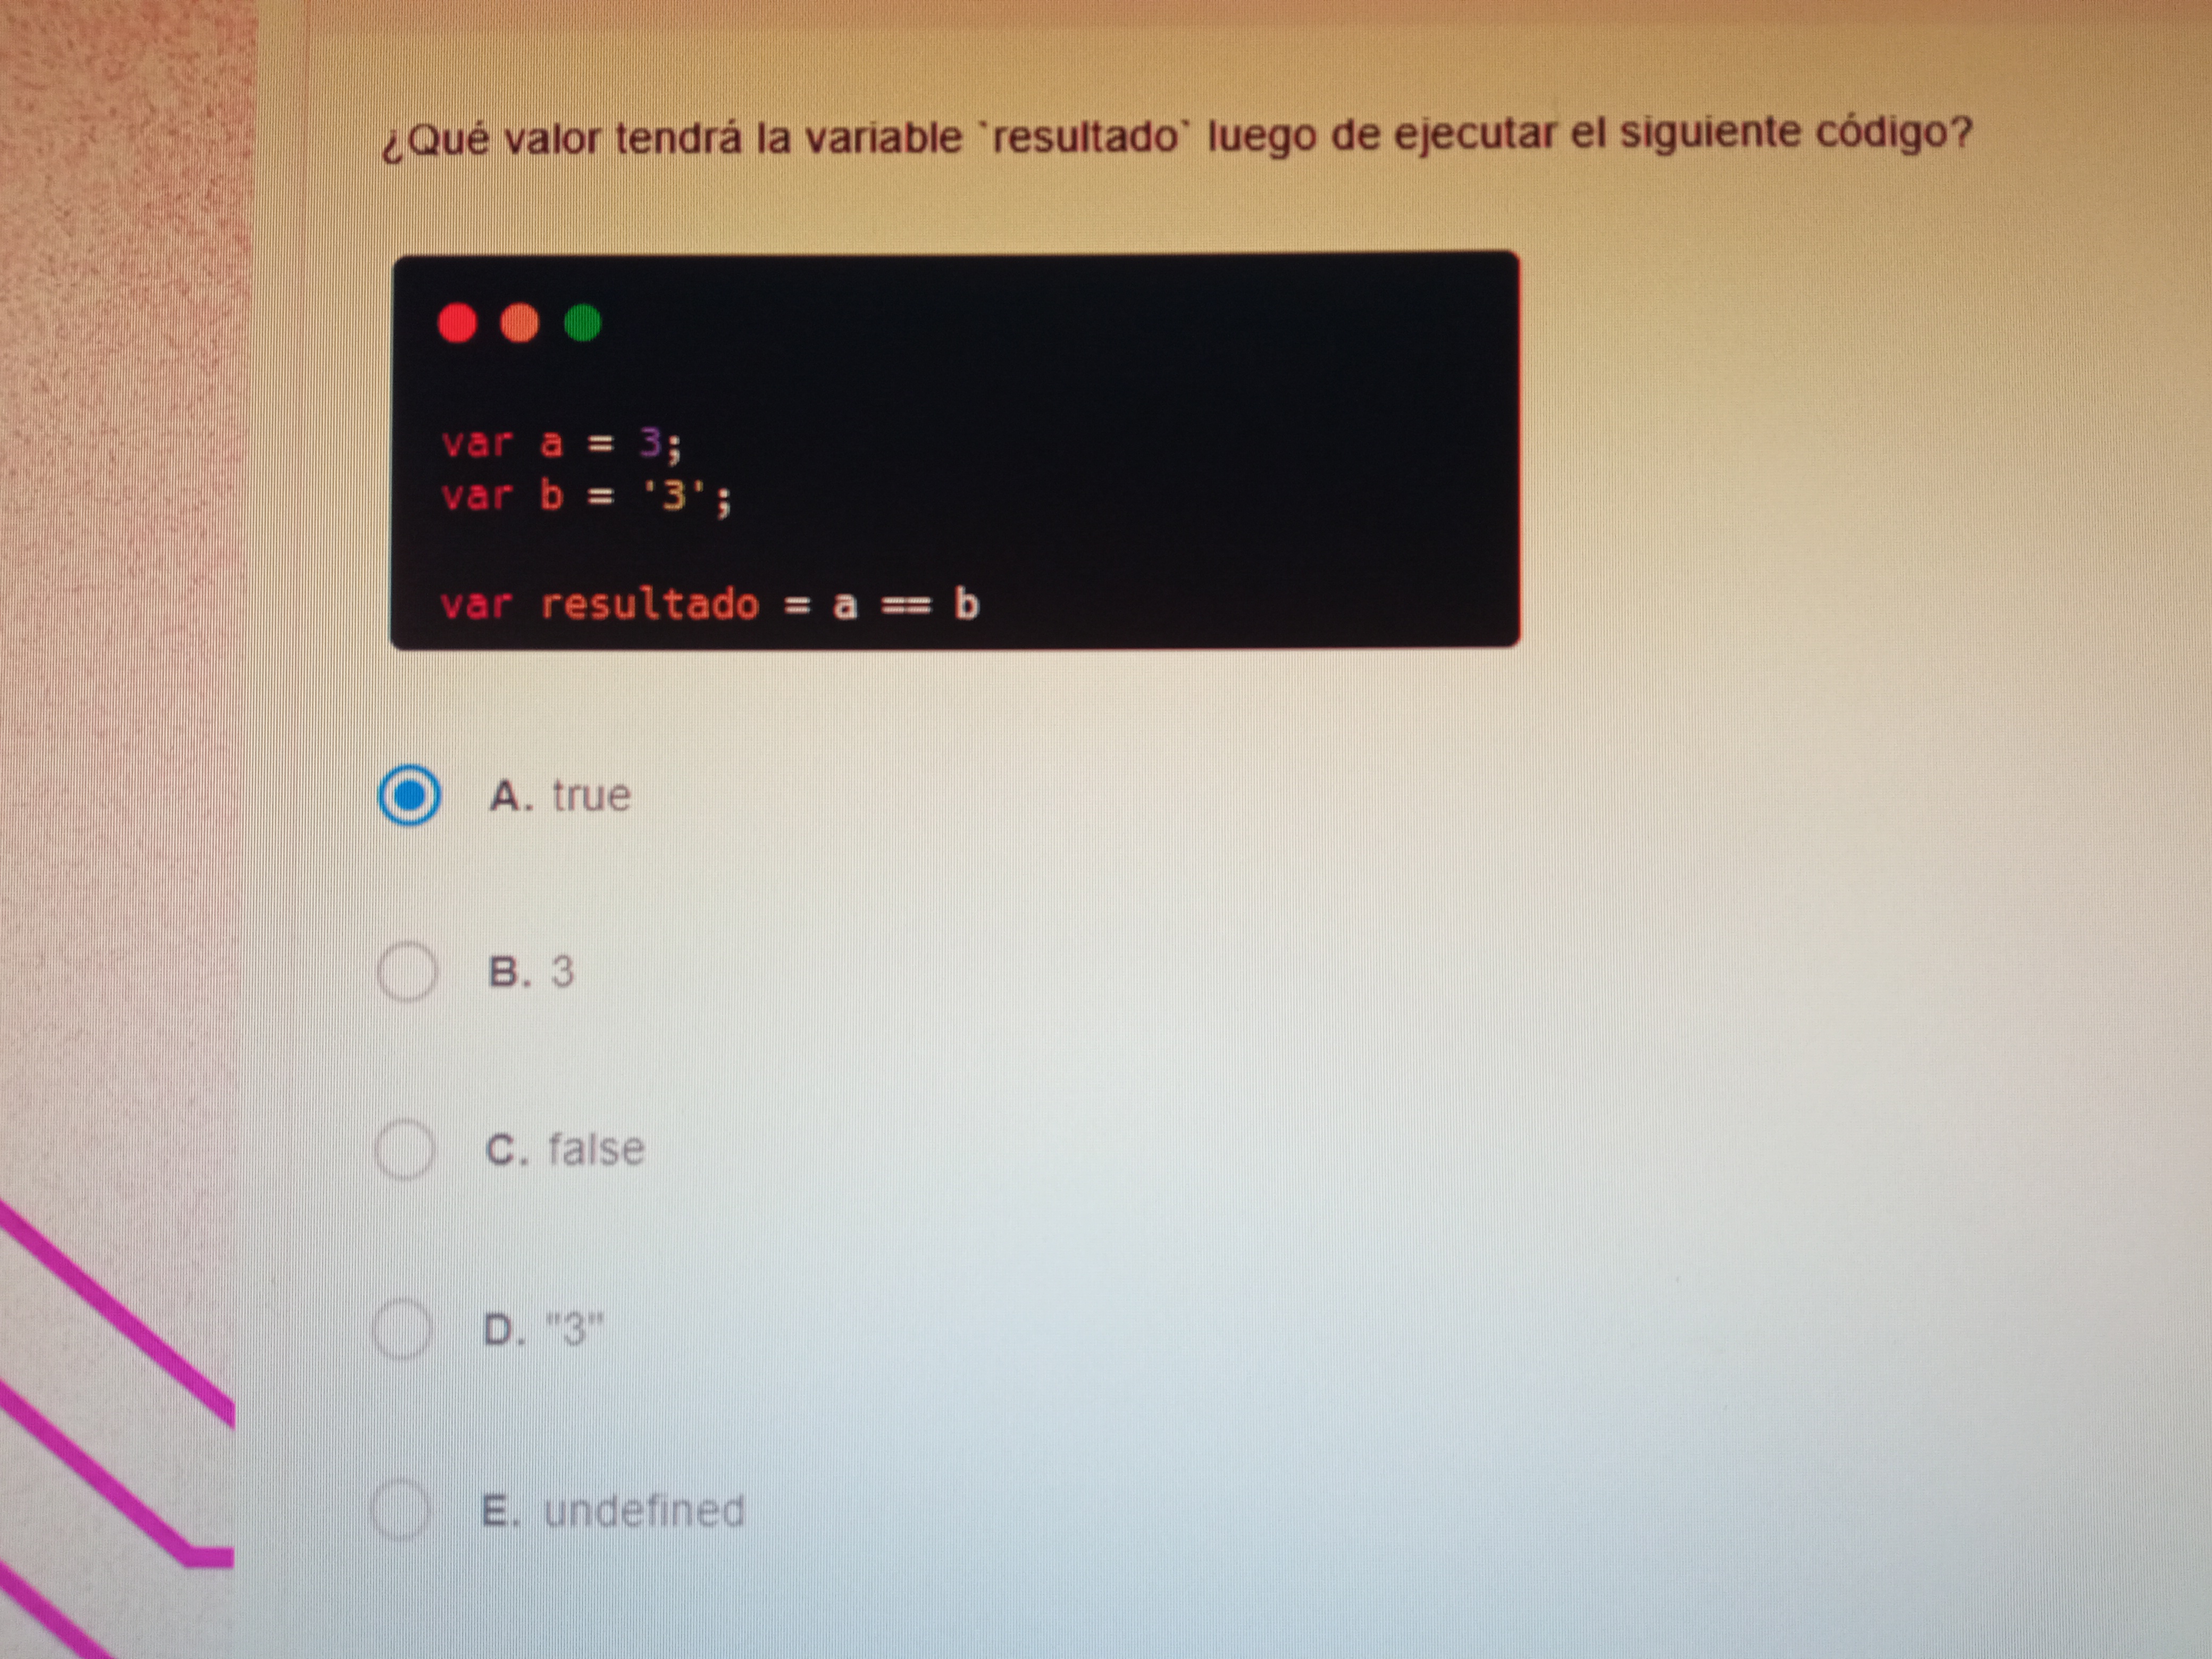 ¿Qué valor tendrá la variable `resultado` luego de ejecutar el siguiente código?
var a = 3;
var b = '3';
var resultado = a == b
A. true
B. 3
C. false
D. "3"
E. undefined